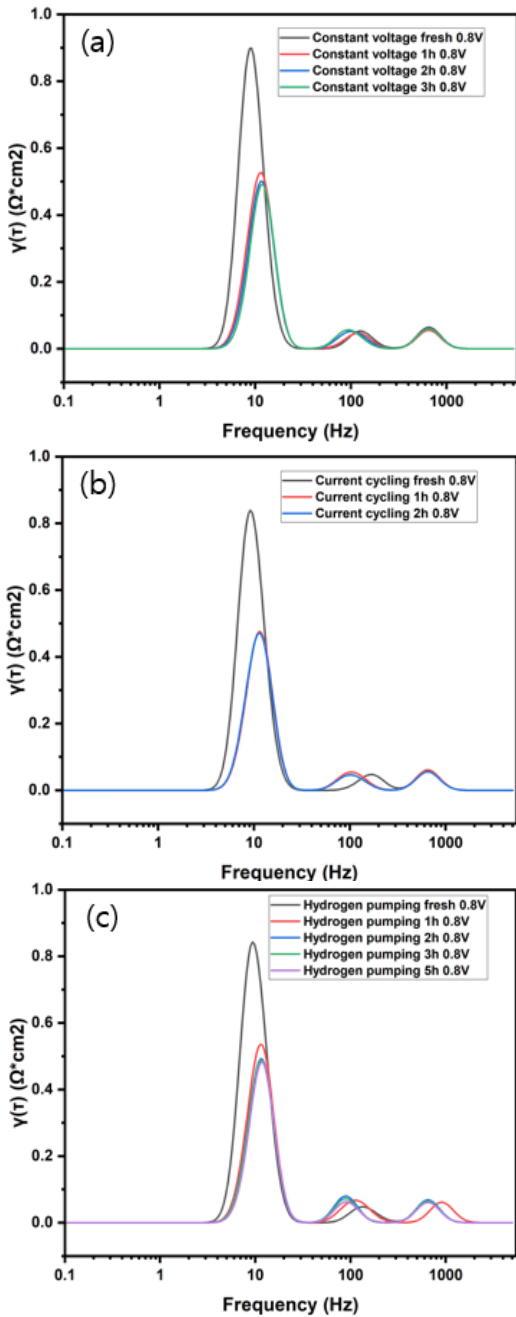 (a)
Constant voltage fresh 0.8V
Constant voltage 1h 0.8V
Constant voltage 2h 0.8V
Constant voltage 3h 0.8V
γ(τ) (Ω*cm2)
1.0
0.8
0.6
0.4
0.2
0.0
0.1 1 10 100 1000
Frequency (Hz)
(b)
Current cycling fresh 0.8V
Current cycling 1h 0.8V
Current cycling 2h 0.8V
γ(τ) (Ω*cm2)
1.0
0.8
0.6
0.4
0.2
0.0
0.1 1 10 100 1000
Frequency (Hz)
(c)
Hydrogen pumping fresh 0.8V
Hydrogen pumping 1h 0.8V
Hydrogen pumping 2h 0.8V
Hydrogen pumping 3h 0.8V
Hydrogen pumping 5h 0.8V
γ(τ) (Ω*cm2)
1.0
0.8
0.6
0.4
0.2
0.0
0.1 1 10 100 1000
Frequency (Hz)